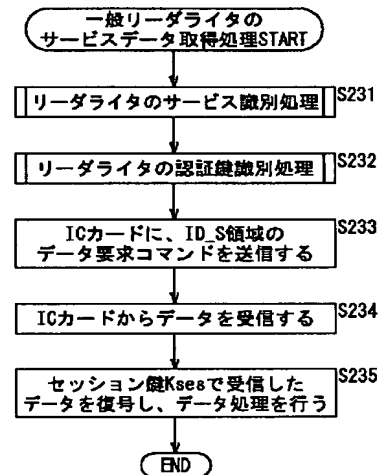 一般リーダライタの
サービスデータ取得処理START
リーダライタのサービス識別処理
S231
リーダライタの認証鍵識別処理
S232
ICカードに、ID_S領域の
データ要求コマンドを送信する
S233
ICカードからデータを受信する
S234
セッション鍵Ksesで受信した
データを復号し、データ処理を行う
S235
END